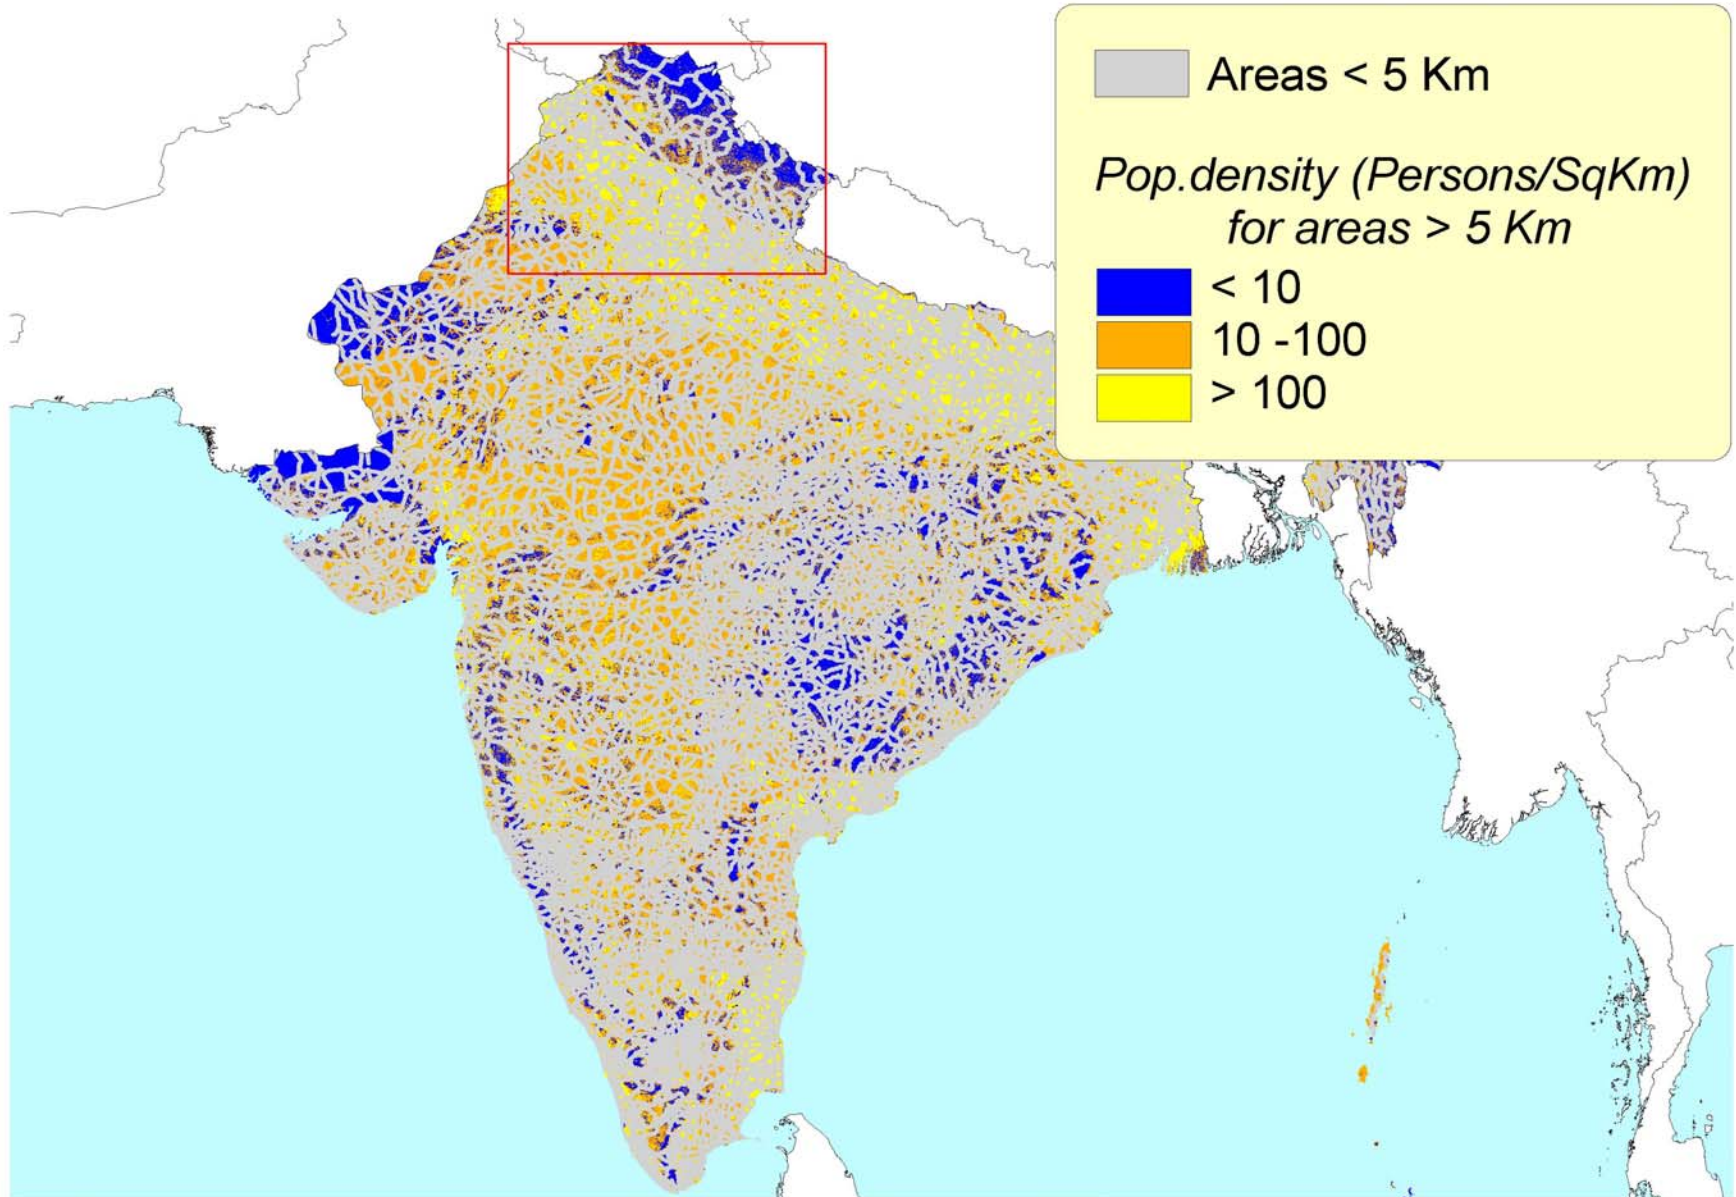 Areas < 5 Km
Pop.density (Persons/SqKm)
for areas > 5 Km
< 10
10 -100
> 100